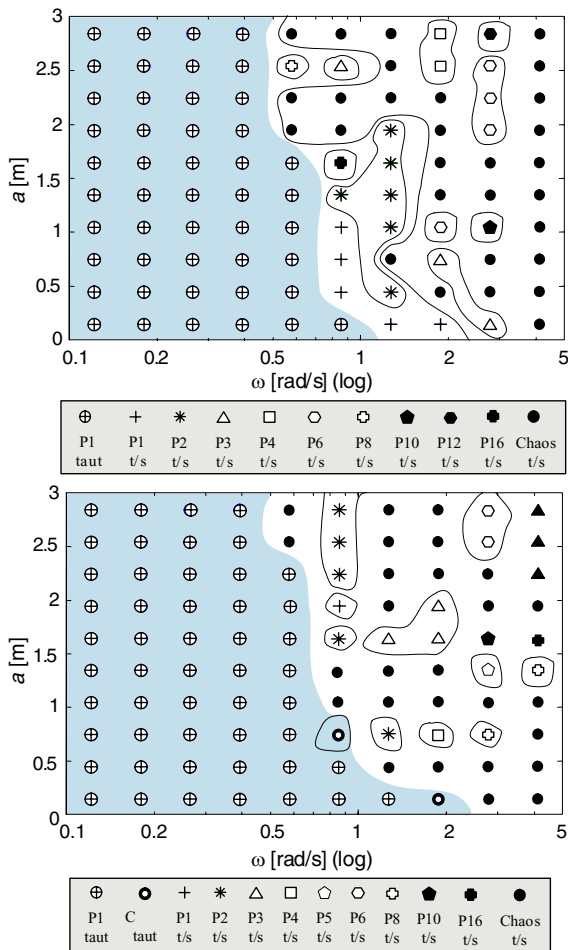 3
2.5
2
1.5
1
0.5
0
a [m]
0.1 0.2 0.5 1 2 5
ω [rad/s] (log)
P1 P1 P2 P3 P4 P6 P8 P10 P12 P16 Chaos
taut t/s t/s t/s t/s t/s t/s t/s t/s t/s t/s
3
2.5
2
1.5
1
0.5
0
a [m]
0.1 0.2 0.5 1 2 5
ω [rad/s] (log)
P1 C P1 P2 P3 P4 P5 P6 P8 P10 P16 Chaos
taut taut t/s t/s t/s t/s t/s t/s t/s t/s t/s t/s